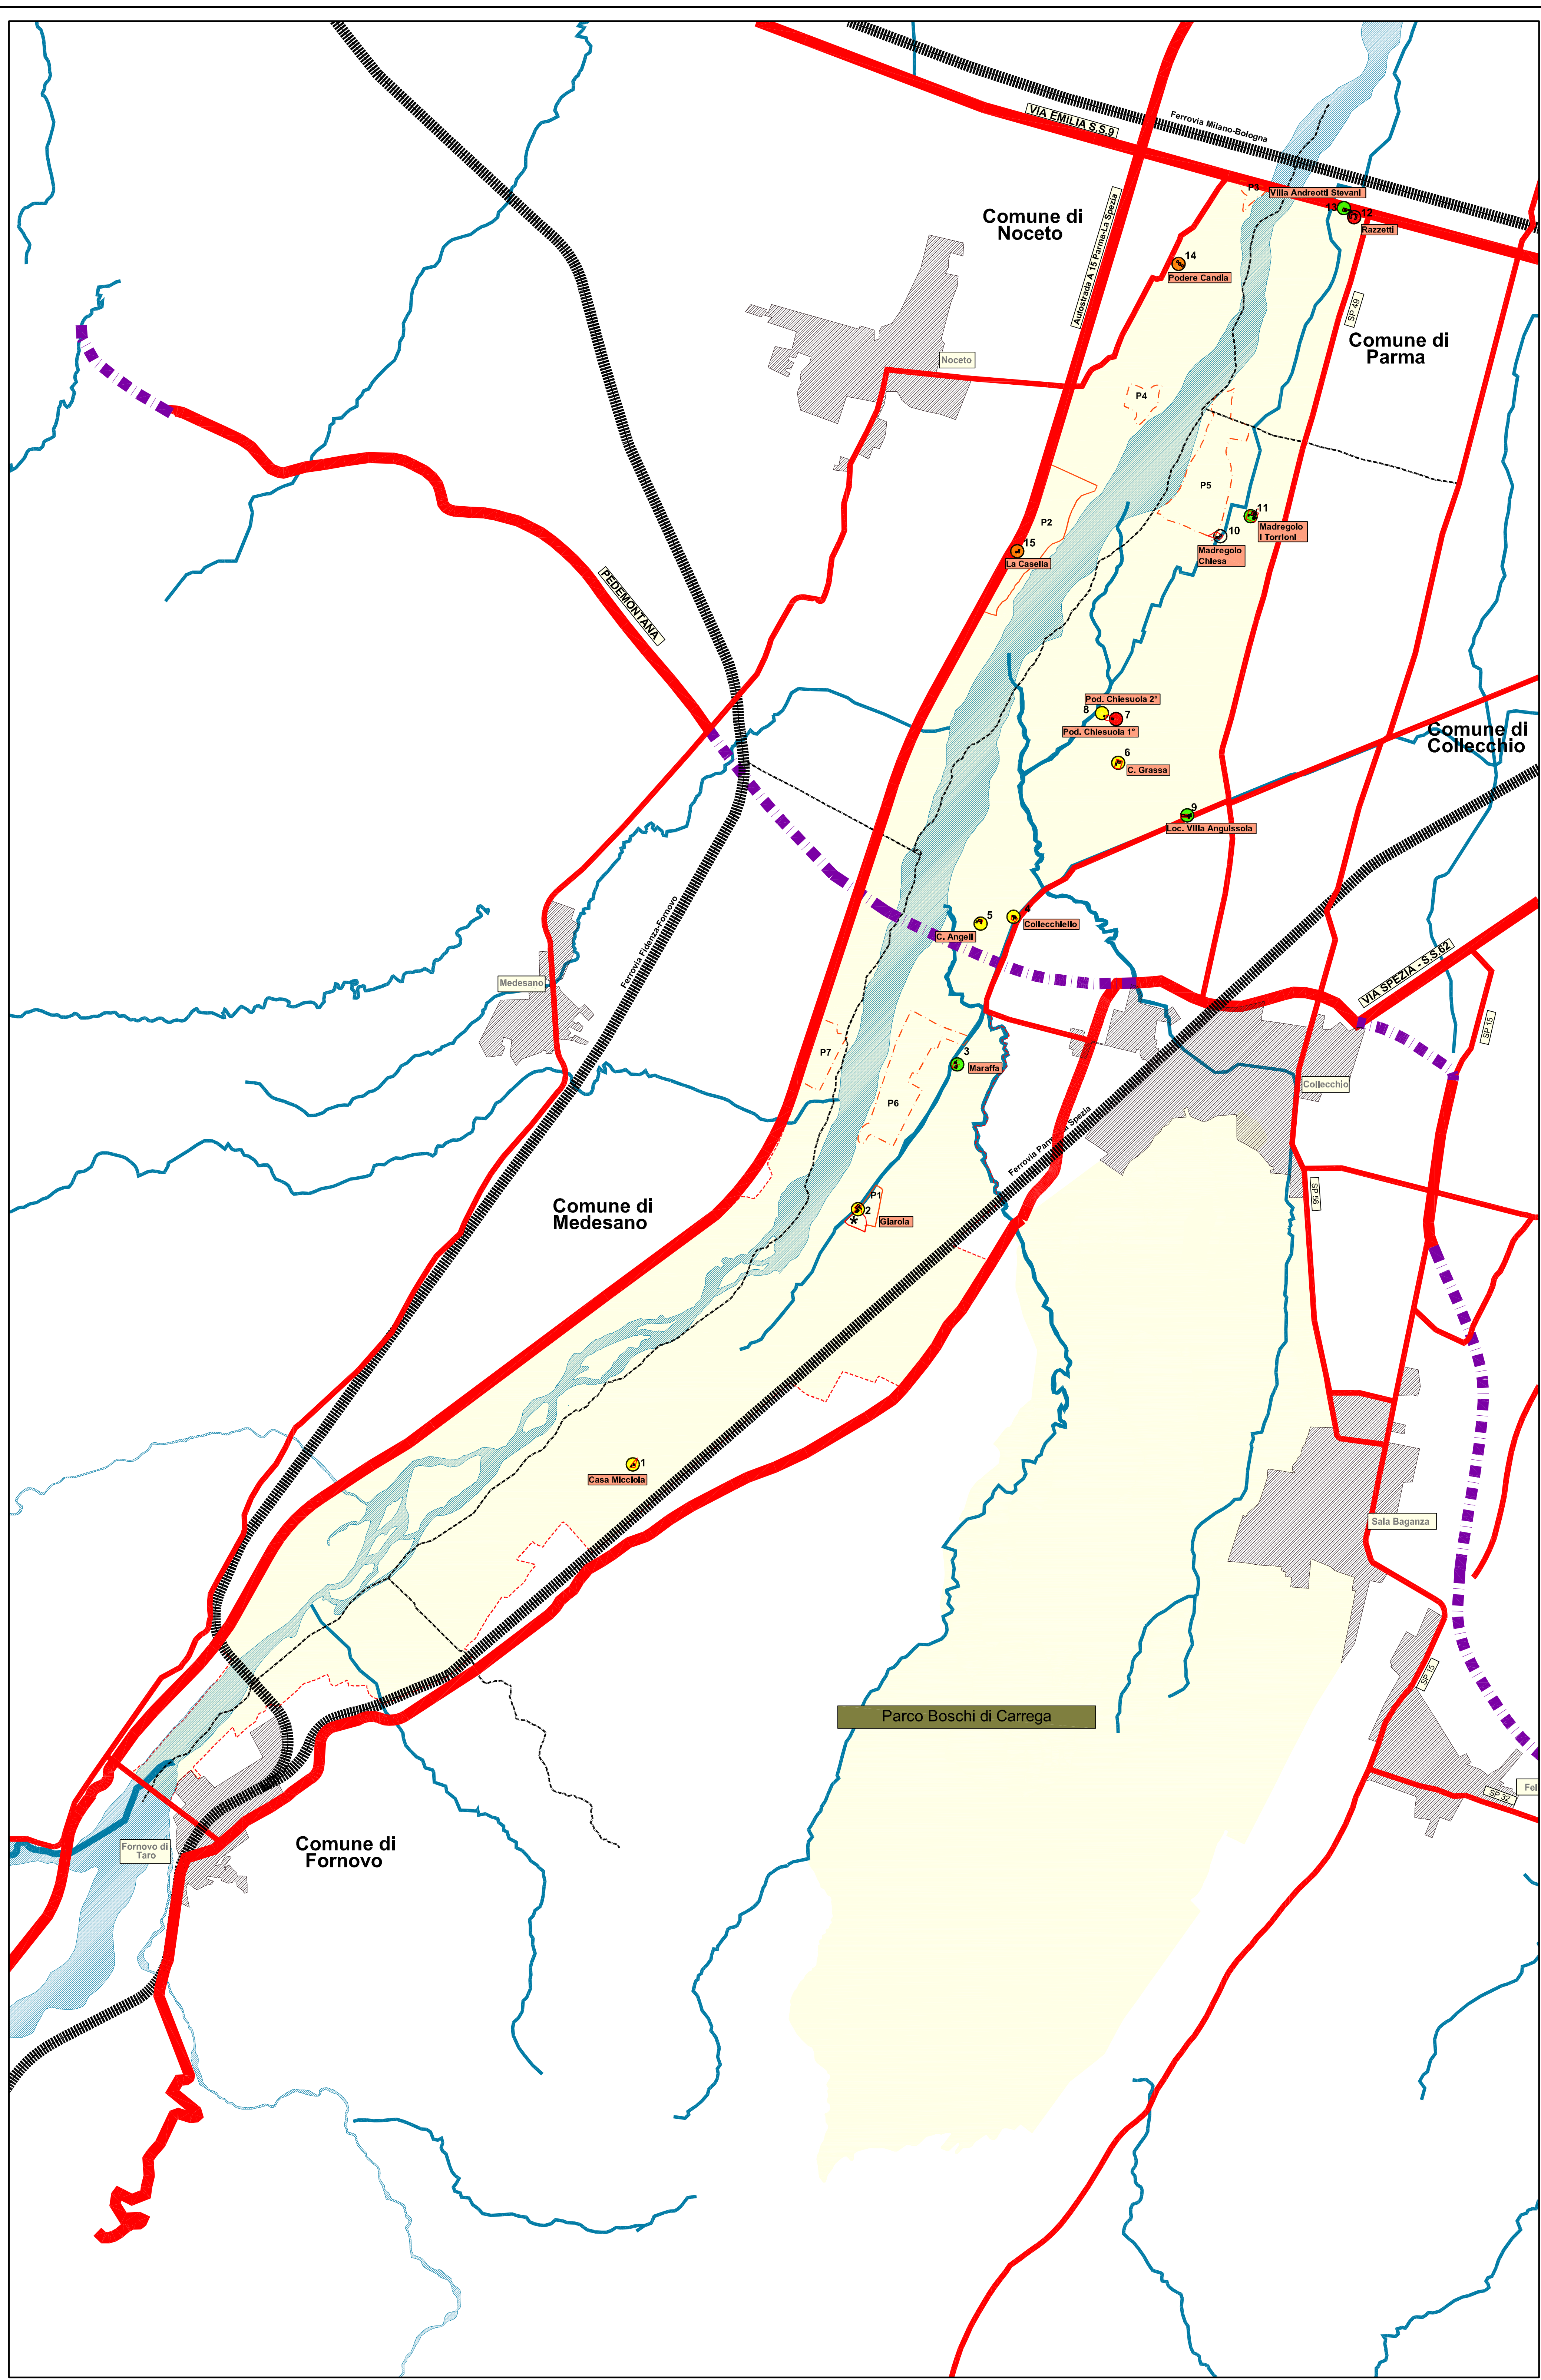 VIA EMILIA S.S.9
Ferrovia Milano-Bologna
P3
Villa Andreotti Stevani
13
12
Razzetti
Comune di
Noceto
Autostrada A 15 Parma-La Spezia
14
Podere Candia
SP 49
Comune di
Parma
Noceto
P4
P5
P2
11
Madregolo
I Torrioni
10
Madregolo
Chiesa
15
La Casella
PEDEMONTANA
Pod. Chiesuola 2°
8
7
Pod. Chiesuola 1°
Comune di
Collecchio
6
C. Grassa
9
Loc. Villa Anguissola
5
4
C. Angeli
Collecchiello
Ferrovia Fidenza-Fornovo
Medesano
VIA SPEZIA - S.S.62
SP 15
P7
3
Maraffa
Collecchio
P6
Ferrovia Parma-La Spezia
P1
2
*
Giarola
SP 56
Comune di
Medesano
1
Casa Micciola
Sala Baganza
SP 15
Parco Boschi di Carrega
Fel
SP 32
Fornovo di
Taro
Comune di
Fornovo